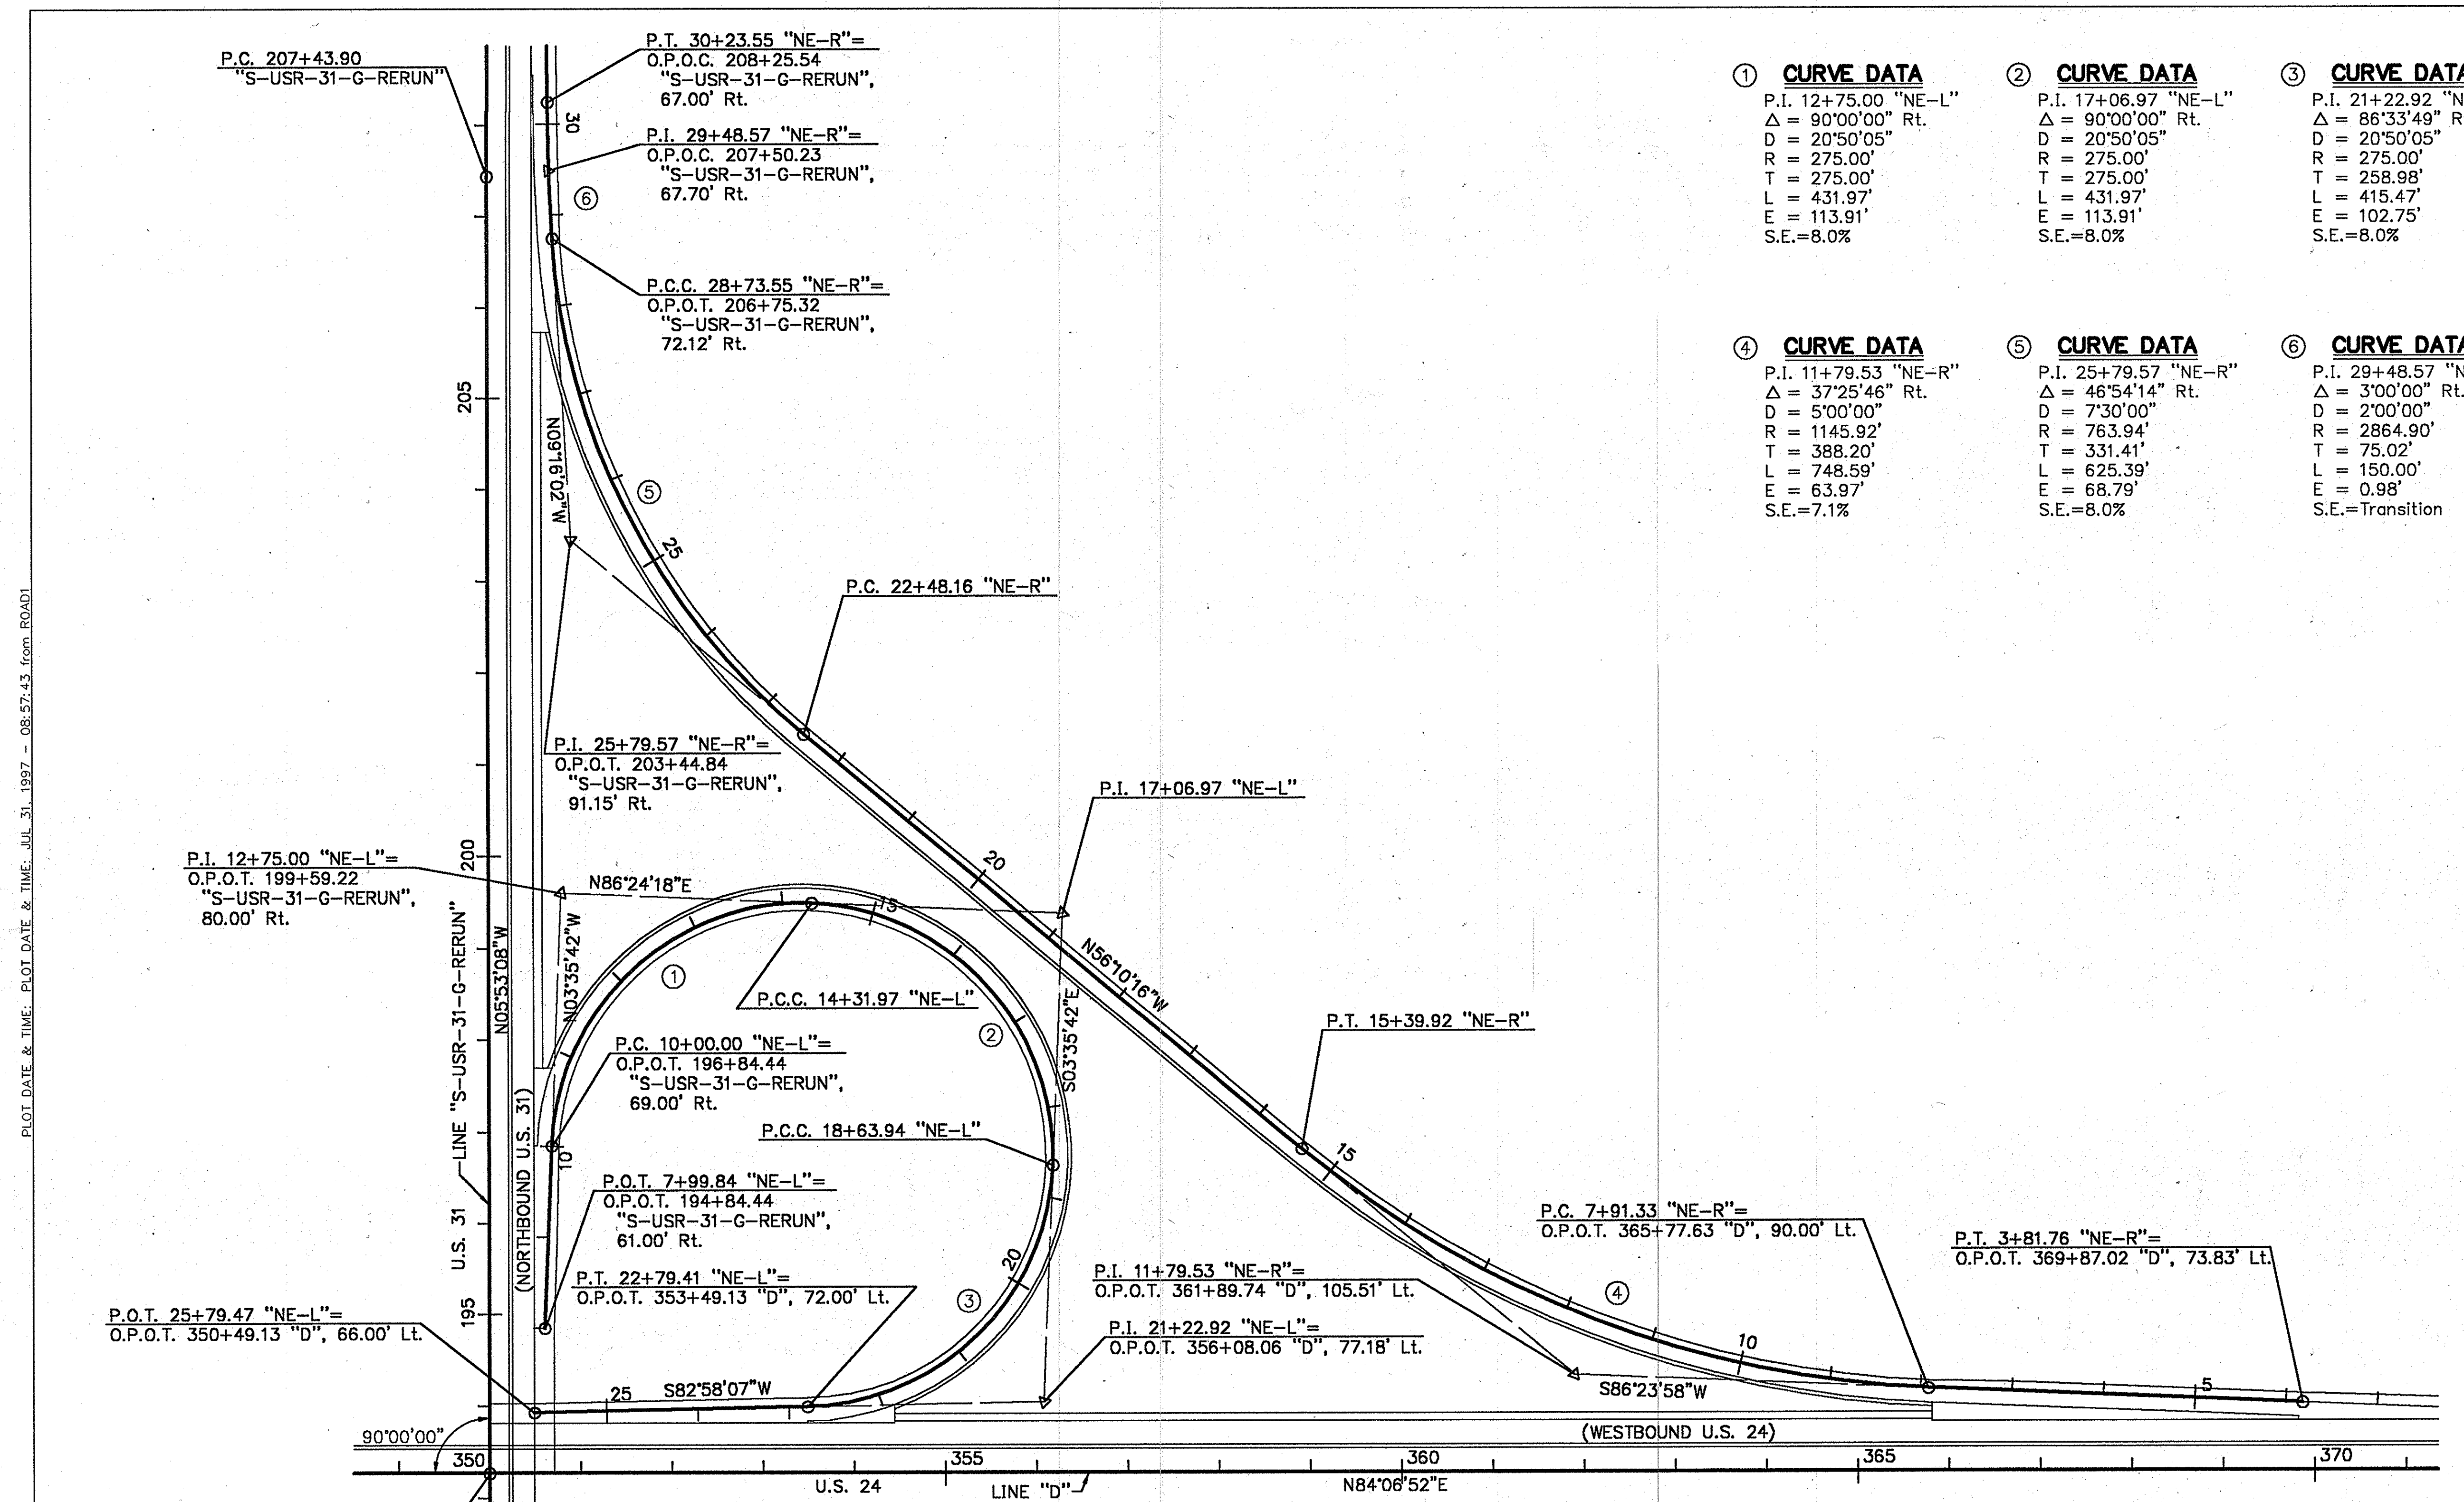 P.C. 207+43.90
"S-USR-31-G-RERUN"
P.T. 30+23.55 "NE-R"=
O.P.O.C. 208+25.54
"S-USR-31-G-RERUN",
67.00' Rt.
30
P.I. 29+48.57 "NE-R"=
O.P.O.C. 207+50.23
"S-USR-31-G-RERUN",
67.70' Rt.
6
P.C.C. 28+73.55 "NE-R"=
O.P.O.T. 206+75.32
"S-USR-31-G-RERUN",
72.12' Rt.
1 CURVE DATA
P.I. 12+75.00 "NE-L"
Δ = 90°00'00" Rt.
D = 20°50'05"
R = 275.00'
T = 275.00'
L = 431.97'
E = 113.91'
S.E.=8.0%
2 CURVE DATA
P.I. 17+06.97 "NE-L"
Δ = 90°00'00" Rt.
D = 20°50'05"
R = 275.00'
T = 275.00'
L = 431.97'
E = 113.91'
S.E.=8.0%
3 CURVE DATA
P.I. 21+22.92 "N
Δ = 86°33'49" R
D = 20°50'05"
R = 275.00'
T = 258.98'
L = 415.47'
E = 102.75'
S.E.=8.0%
4 CURVE DATA
P.I. 11+79.53 "NE-R"
Δ = 37°25'46" Rt.
D = 5°00'00"
R = 1145.92'
T = 388.20'
L = 748.59'
E = 63.97'
S.E.=7.1%
5 CURVE DATA
P.I. 25+79.57 "NE-R"
Δ = 46°54'14" Rt.
D = 7°30'00"
R = 763.94'
T = 331.41'
L = 625.39'
E = 68.79'
S.E.=8.0%
6 CURVE DATA
P.I. 29+48.57 "N
Δ = 3°00'00" Rt.
D = 2°00'00"
R = 2864.90'
T = 75.02'
L = 150.00'
E = 0.98'
S.E.=Transition
205
N09°16'02"W
5
25
P.C. 22+48.16 "NE-R"
P.I. 25+79.57 "NE-R"=
O.P.O.T. 203+44.84
"S-USR-31-G-RERUN",
91.15' Rt.
P.I. 17+06.97 "NE-L"
P.I. 12+75.00 "NE-L"=
O.P.O.T. 199+59.22
"S-USR-31-G-RERUN",
80.00' Rt.
200
N86°24'18"E
15
20
N56°10'16"W
U.S. 31 LINE "S-USR-31-G-RERUN"
N05°53'08"W
N03°35'42"W
(NORTHBOUND U.S. 31)
1
P.C.C. 14+31.97 "NE-L"
2
S03°35'42"E
P.T. 15+39.92 "NE-R"
P.C. 10+00.00 "NE-L"=
O.P.O.T. 196+84.44
"S-USR-31-G-RERUN",
69.00' Rt.
P.C.C. 18+63.94 "NE-L"
10
15
P.O.T. 7+99.84 "NE-L"=
O.P.O.T. 194+84.44
"S-USR-31-G-RERUN",
61.00' Rt.
P.C. 7+91.33 "NE-R"=
O.P.O.T. 365+77.63 "D", 90.00' Lt.
P.T. 3+81.76 "NE-R"=
O.P.O.T. 369+87.02 "D", 73.83' Lt.
P.T. 22+79.41 "NE-L"=
O.P.O.T. 353+49.13 "D", 72.00' Lt.
20
3
P.I. 11+79.53 "NE-R"=
O.P.O.T. 361+89.74 "D", 105.51' Lt.
4
195
P.O.T. 25+79.47 "NE-L"=
O.P.O.T. 350+49.13 "D", 66.00' Lt.
P.I. 21+22.92 "NE-L"=
O.P.O.T. 356+08.06 "D", 77.18' Lt.
10
25
S82°58'07"W
S86°23'58"W
5
90°00'00"
(WESTBOUND U.S. 24)
350
355
360
365
370
U.S. 24
LINE "D"
N84°06'52"E
PLOT DATE & TIME: PLOT DATE & TIME: JUL 31, 1997 - 08:57:43 from ROAD1